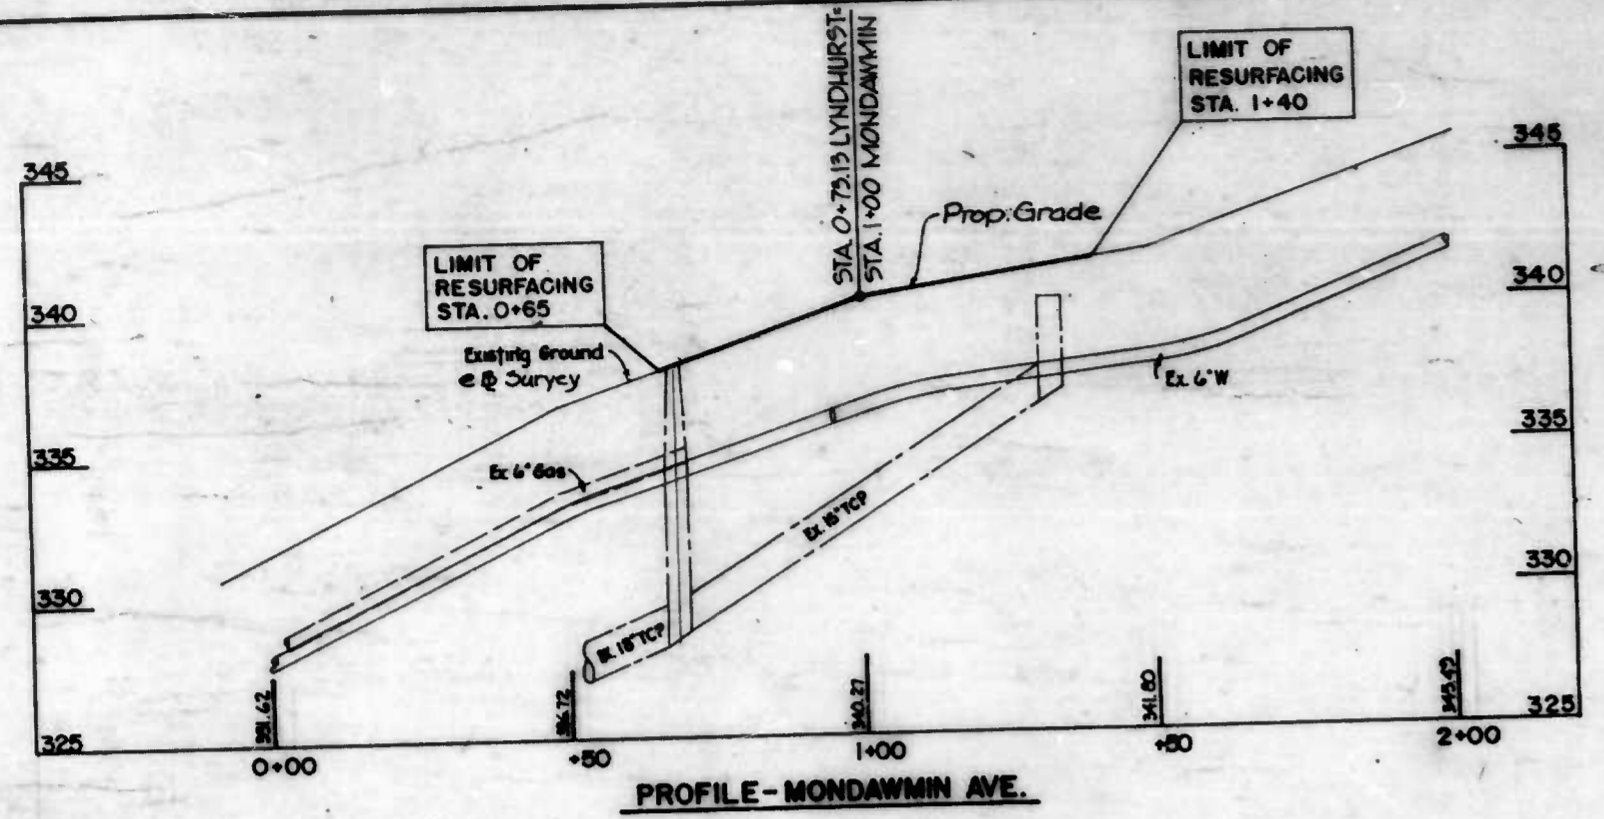 STA. 0+73.13 LYNDHURST=
STA. 1+00 MONDAWMIN
LIMIT OF
RESURFACING
STA. 1+40
345
345
Prop. Grade
LIMIT OF
RESURFACING
STA. 0+65
340
340
Existing Ground
@ ℄ Survey
Ex. 6"W
335
335
Ex. 6" Gas
Ex. 15" TCP
330
330
Ex. 18" TCP
331.62
336.72
340.27
341.80
345.49
325
325
0+00
+50
1+00
+50
2+00
PROFILE-MONDAWMIN AVE.